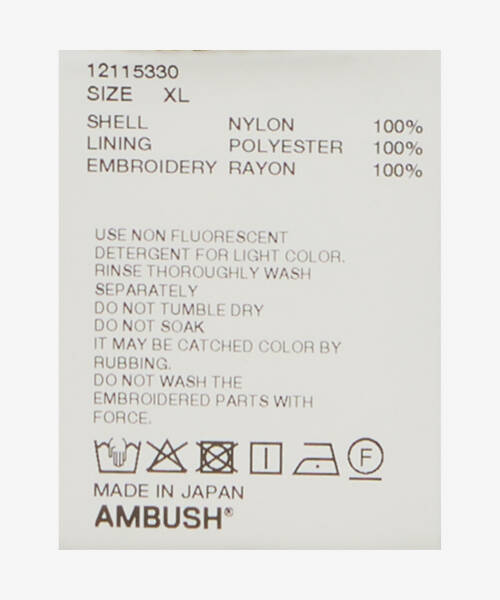 12115330
SIZE XL
SHELL NYLON 100%
LINING POLYESTER 100%
EMBROIDERY RAYON 100%
USE NON FLUORESCENT
DETERGENT FOR LIGHT COLOR.
RINSE THOROUGHLY WASH
SEPARATELY
DO NOT TUMBLE DRY
DO NOT SOAK
IT MAY BE CATCHED COLOR BY
RUBBING.
DO NOT WASH THE
EMBROIDERED PARTS WITH
FORCE.
F
MADE IN JAPAN
AMBUSH®